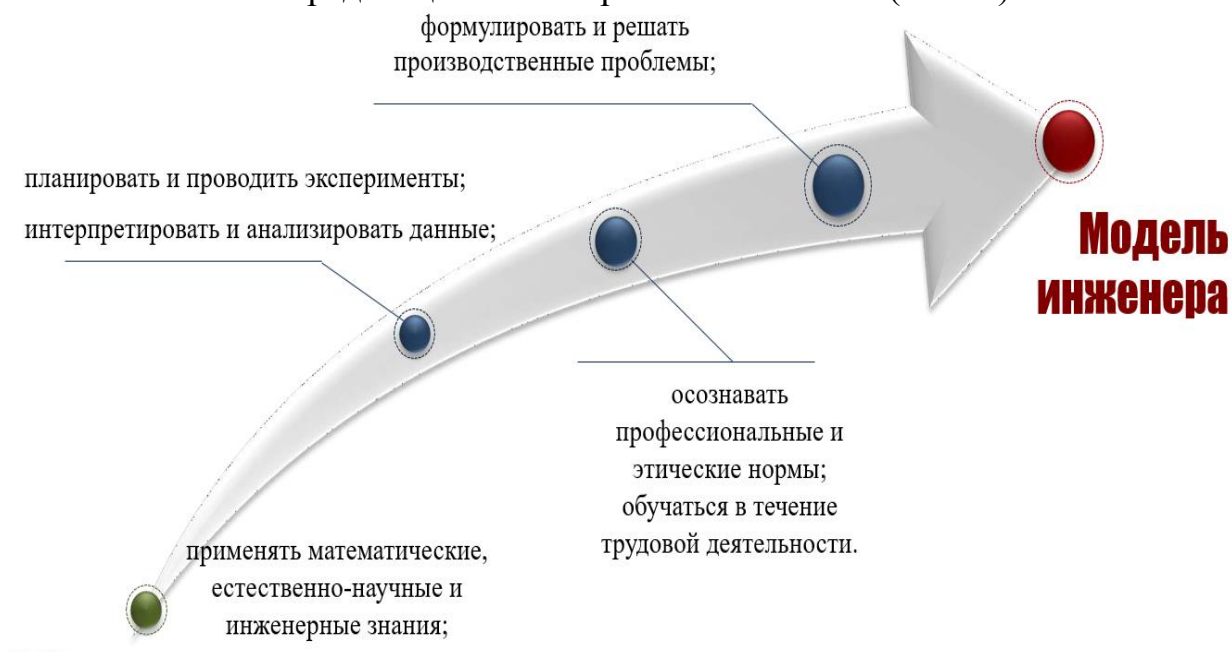 формулировать и решать
производственные проблемы;
планировать и проводить эксперименты;
интерпретировать и анализировать данные;
Модель
инженера
осознавать
профессиональные и
этические нормы;
обучаться в течение
трудовой деятельности.
применять математические,
естественно-научные и
инженерные знания;